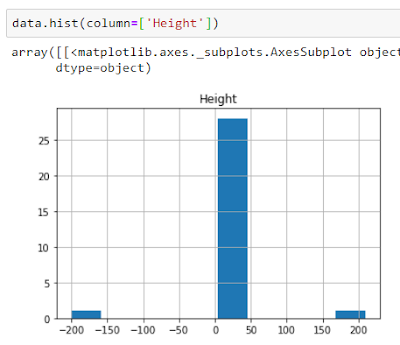 data.hist(column=['Height'])
array([[<matplotlib.axes._subplots.AxesSubplot object
dtype=object)
Height
25
20
15
10
5
0
−200 −150 −100 −50 0 50 100 150 200